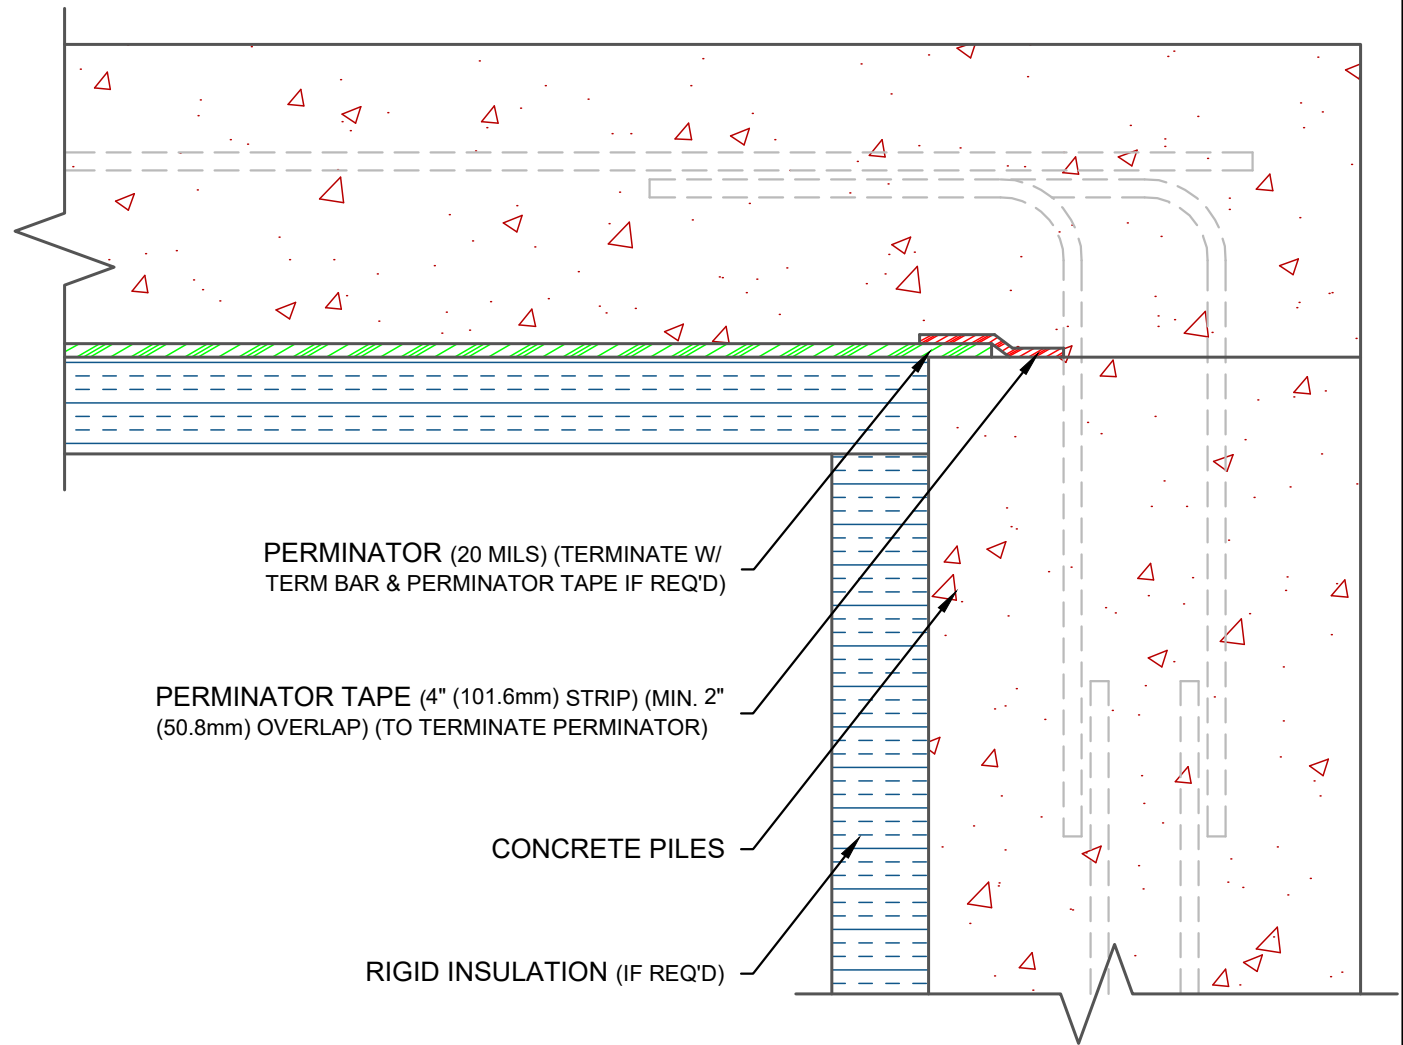 PERMINATOR (20 MILS) (TERMINATE W/
TERM BAR & PERMINATOR TAPE IF REQ'D)
PERMINATOR TAPE (4" (101.6mm) STRIP) (MIN. 2"
(50.8mm) OVERLAP) (TO TERMINATE PERMINATOR)
CONCRETE PILES
RIGID INSULATION (IF REQ'D)